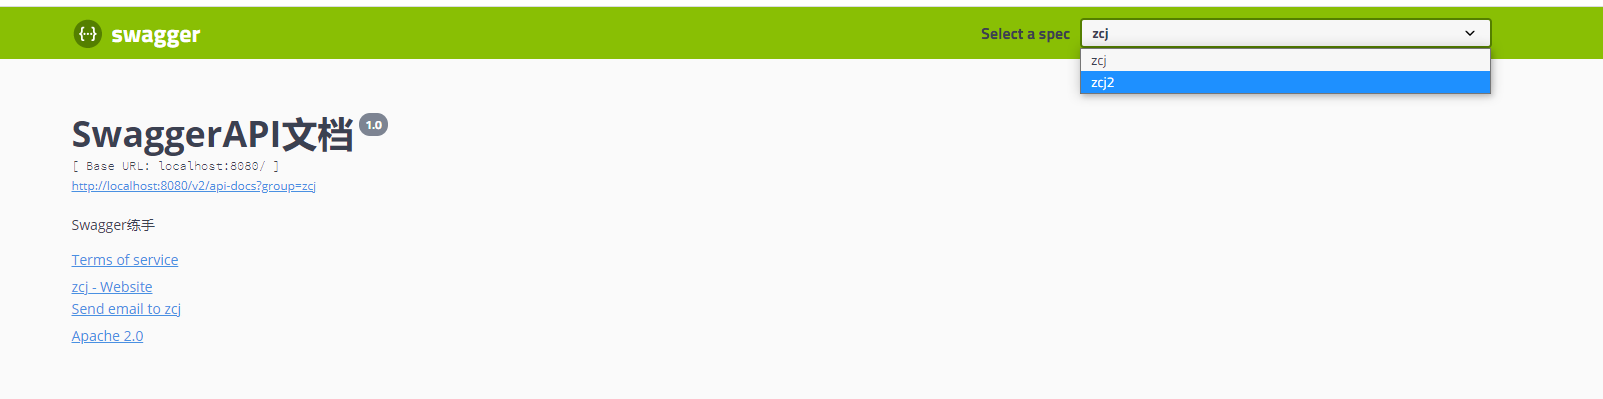 {··} swagger
Select a spec
zcj
zcj
zcj2
SwaggerAPI文档 1.0
[ Base URL: localhost:8080/ ]
http://localhost:8080/v2/api-docs?group=zcj
Swagger练手
Terms of service
zcj - Website
Send email to zcj
Apache 2.0